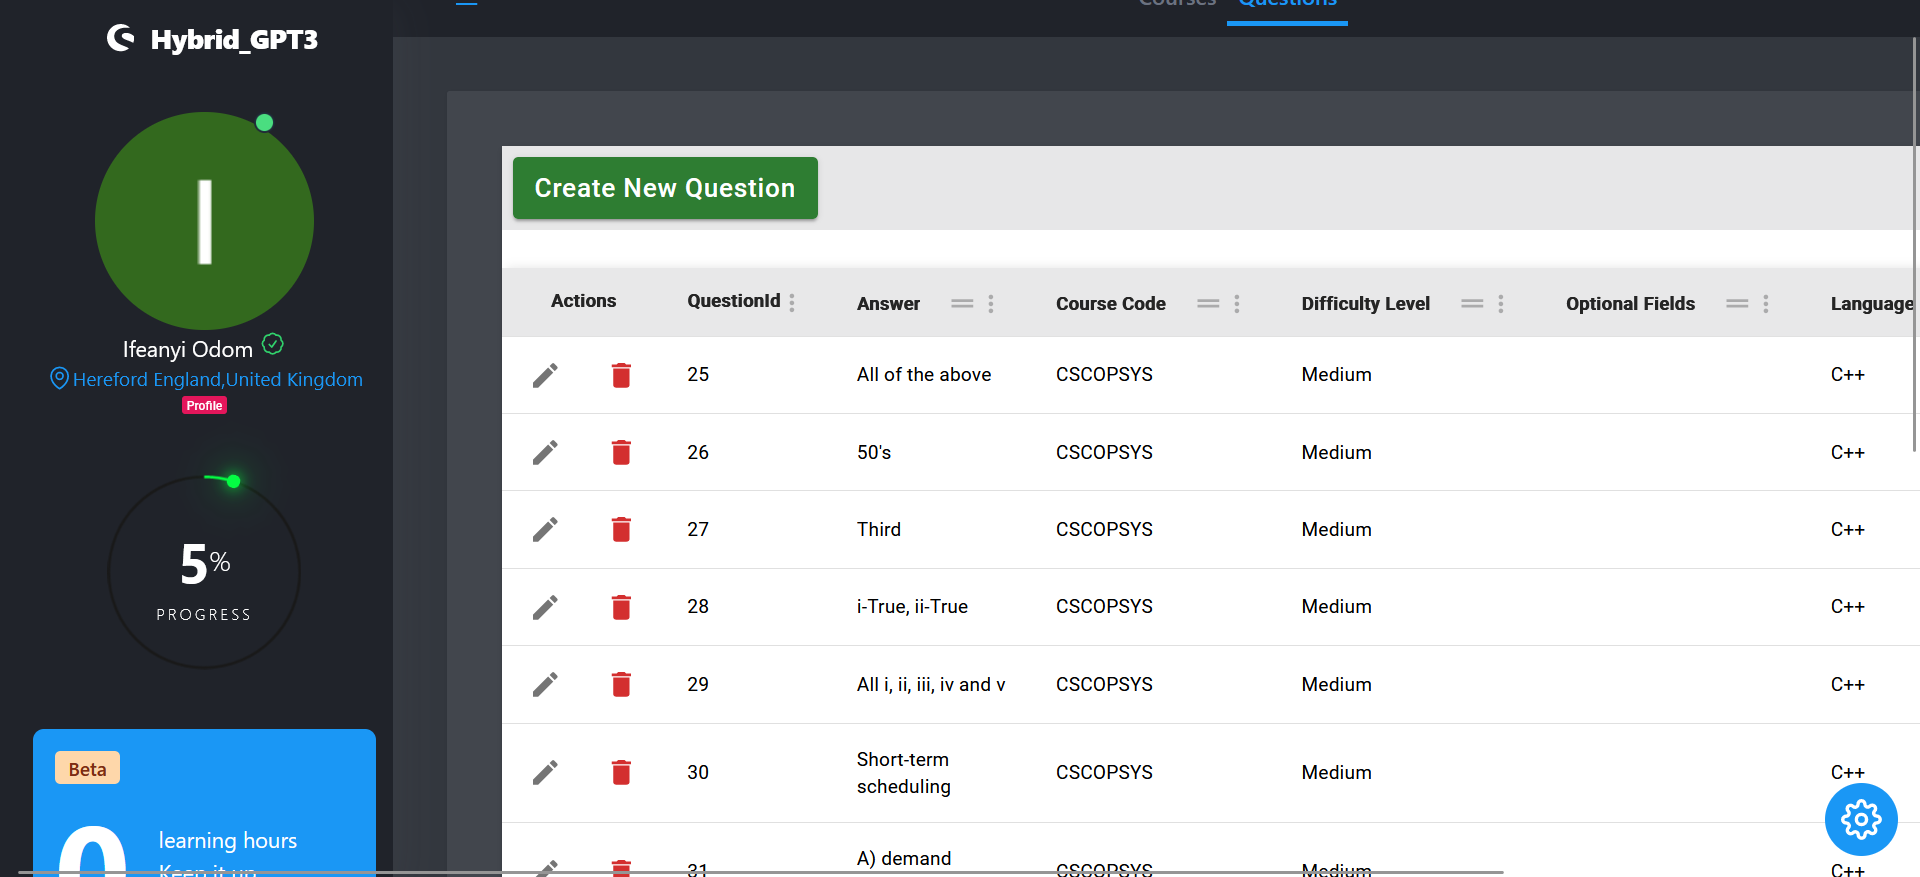 Hybrid_GPT3
I
Ifeanyi Odom
Hereford England,United Kingdom
Profile
5%
PROGRESS
Beta
0 learning hours
Keep it up
Courses Questions
Create New Question
Actions QuestionId Answer Course Code Difficulty Level Optional Fields Language
25 All of the above CSCOPSYS Medium C++
26 50's CSCOPSYS Medium C++
27 Third CSCOPSYS Medium C++
28 i-True, ii-True CSCOPSYS Medium C++
29 All i, ii, iii, iv and v CSCOPSYS Medium C++
30 Short-term scheduling CSCOPSYS Medium C++
31 A) demand CSCOPSYS Medium C++